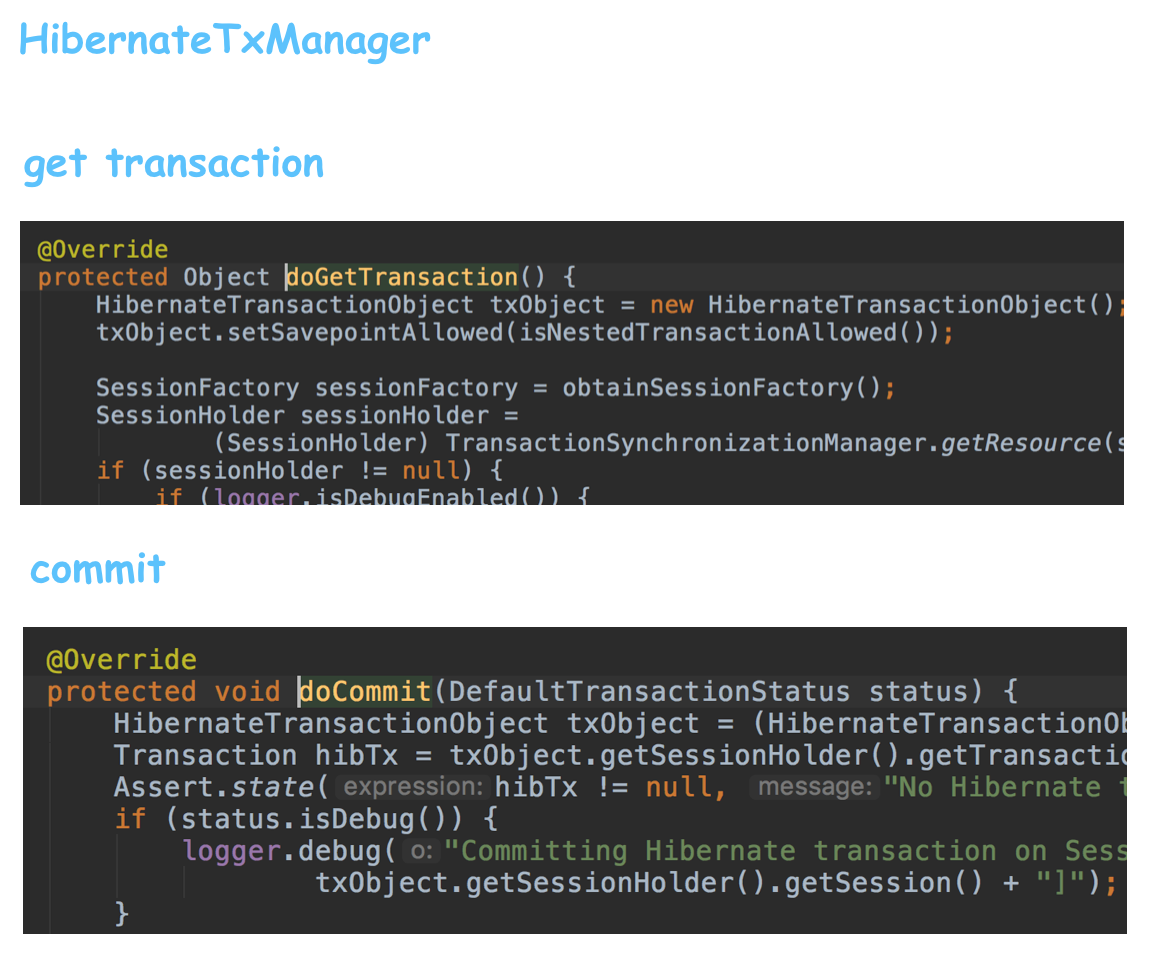 HibernateTxManager
get transaction
@Override
protected Object doGetTransaction() {
HibernateTransactionObject txObject = new HibernateTransactionObject();
txObject.setSavepointAllowed(isNestedTransactionAllowed());
SessionFactory sessionFactory = obtainSessionFactory();
SessionHolder sessionHolder =
(SessionHolder) TransactionSynchronizationManager.getResource(s
if (sessionHolder != null) {
if (logger.isDebugEnabled()) {
commit
@Override
protected void doCommit(DefaultTransactionStatus status) {
HibernateTransactionObject txObject = (HibernateTransactionOb
Transaction hibTx = txObject.getSessionHolder().getTransactio
Assert.state( expression: hibTx != null, message: "No Hibernate t
if (status.isDebug()) {
logger.debug( o: "Committing Hibernate transaction on Sess
txObject.getSessionHolder().getSession() + "]");
}